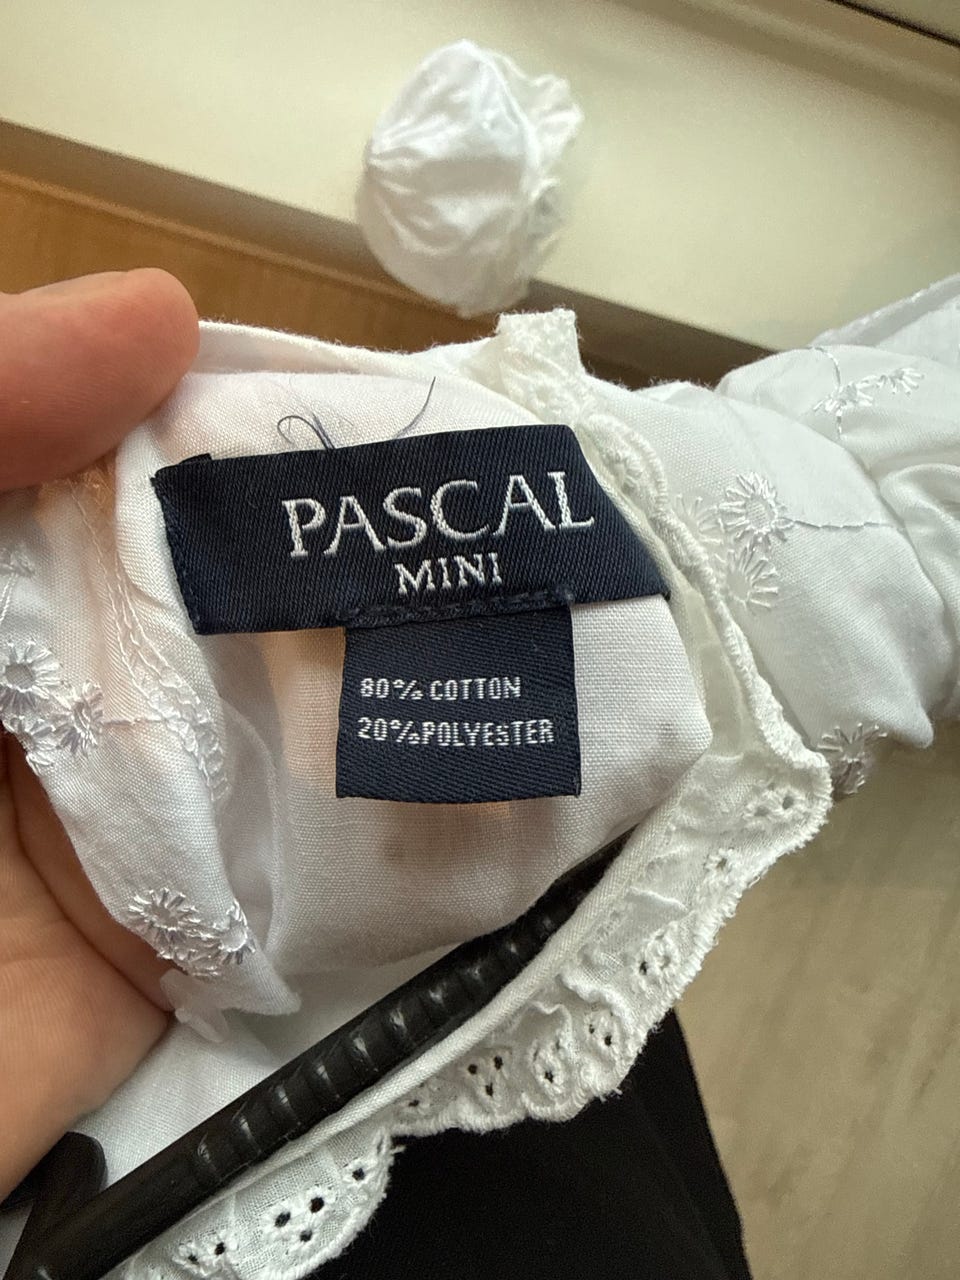 PASCAL
MINI
80% COTTON
20%POLYESTER